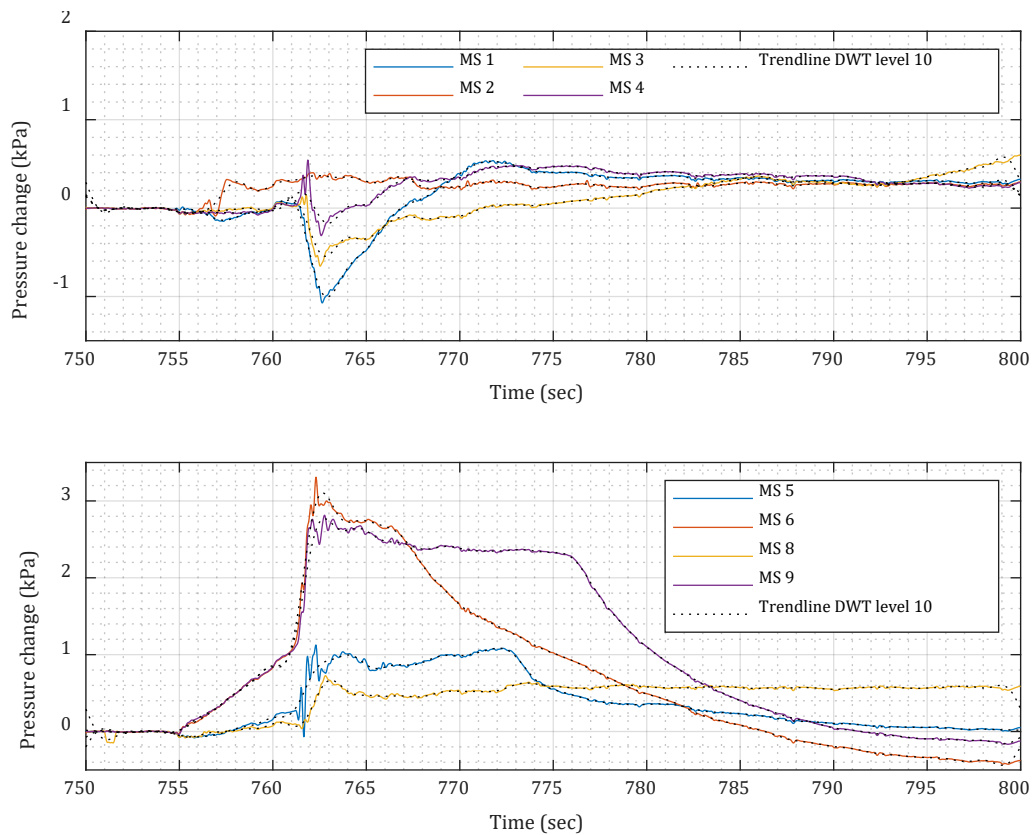 2
1
0
-1
Pressure change (kPa)
MS 1 MS 3 Trendline DWT level 10
MS 2 MS 4
750 755 760 765 770 775 780 785 790 795 800
Time (sec)
3
2
1
0
Pressure change (kPa)
MS 5
MS 6
MS 8
MS 9
Trendline DWT level 10
750 755 760 765 770 775 780 785 790 795 800
Time (sec)